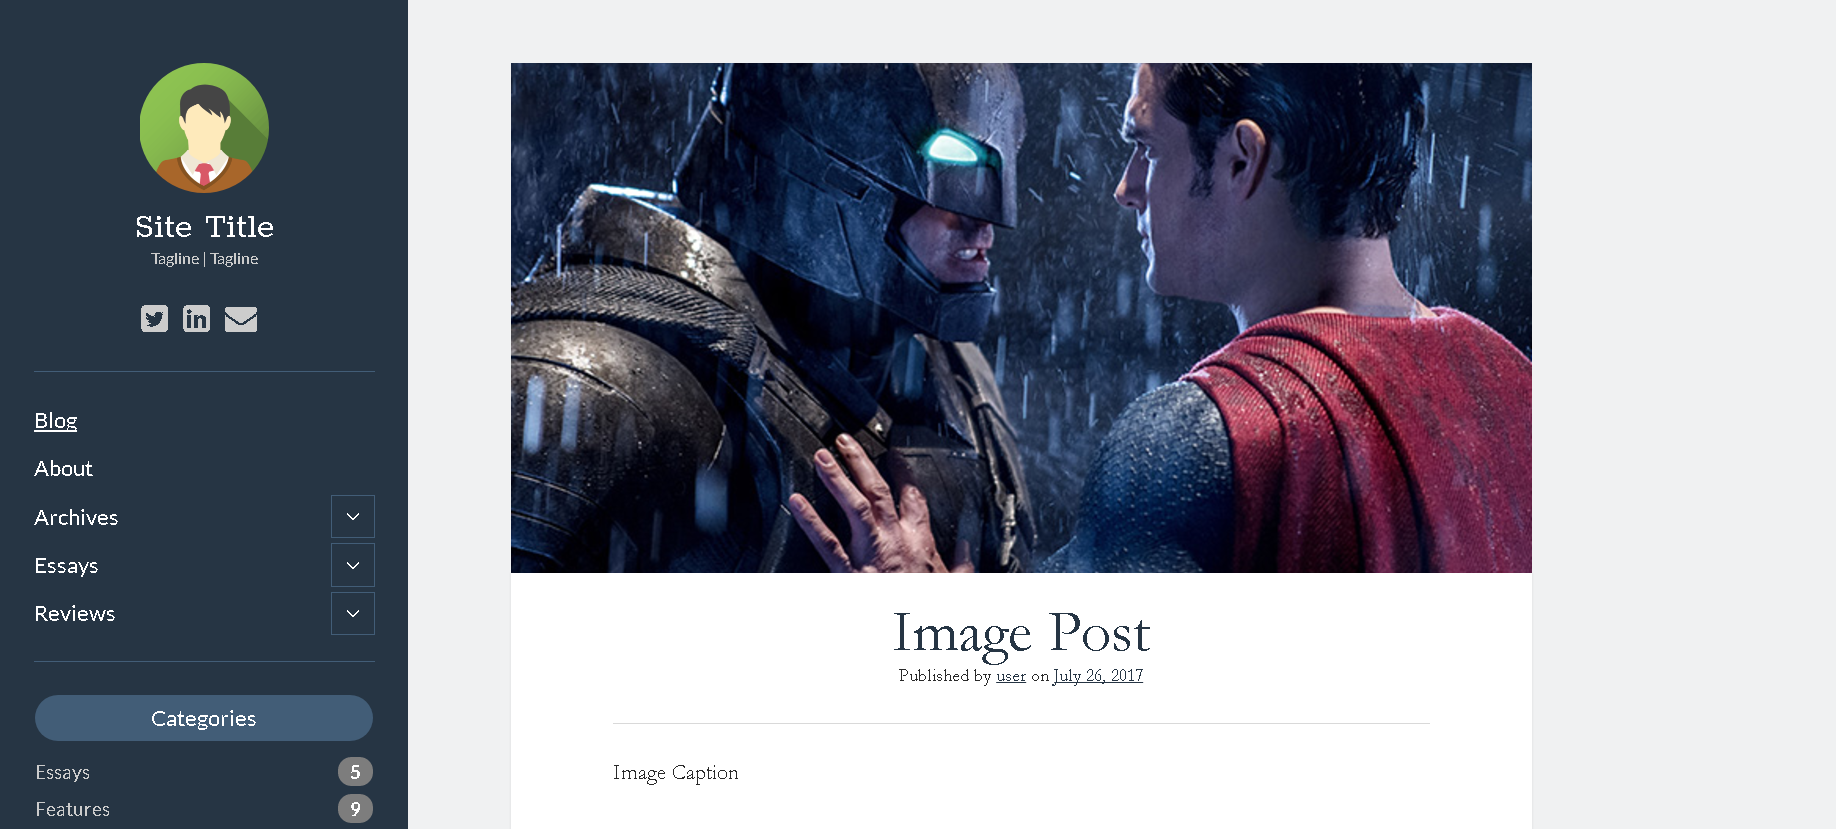 Site Title
Tagline | Tagline
Blog
About
Archives
Essays
Reviews
Categories
Essays 5
Features 9
Image Post
Published by user on July 26, 2017
Image Caption